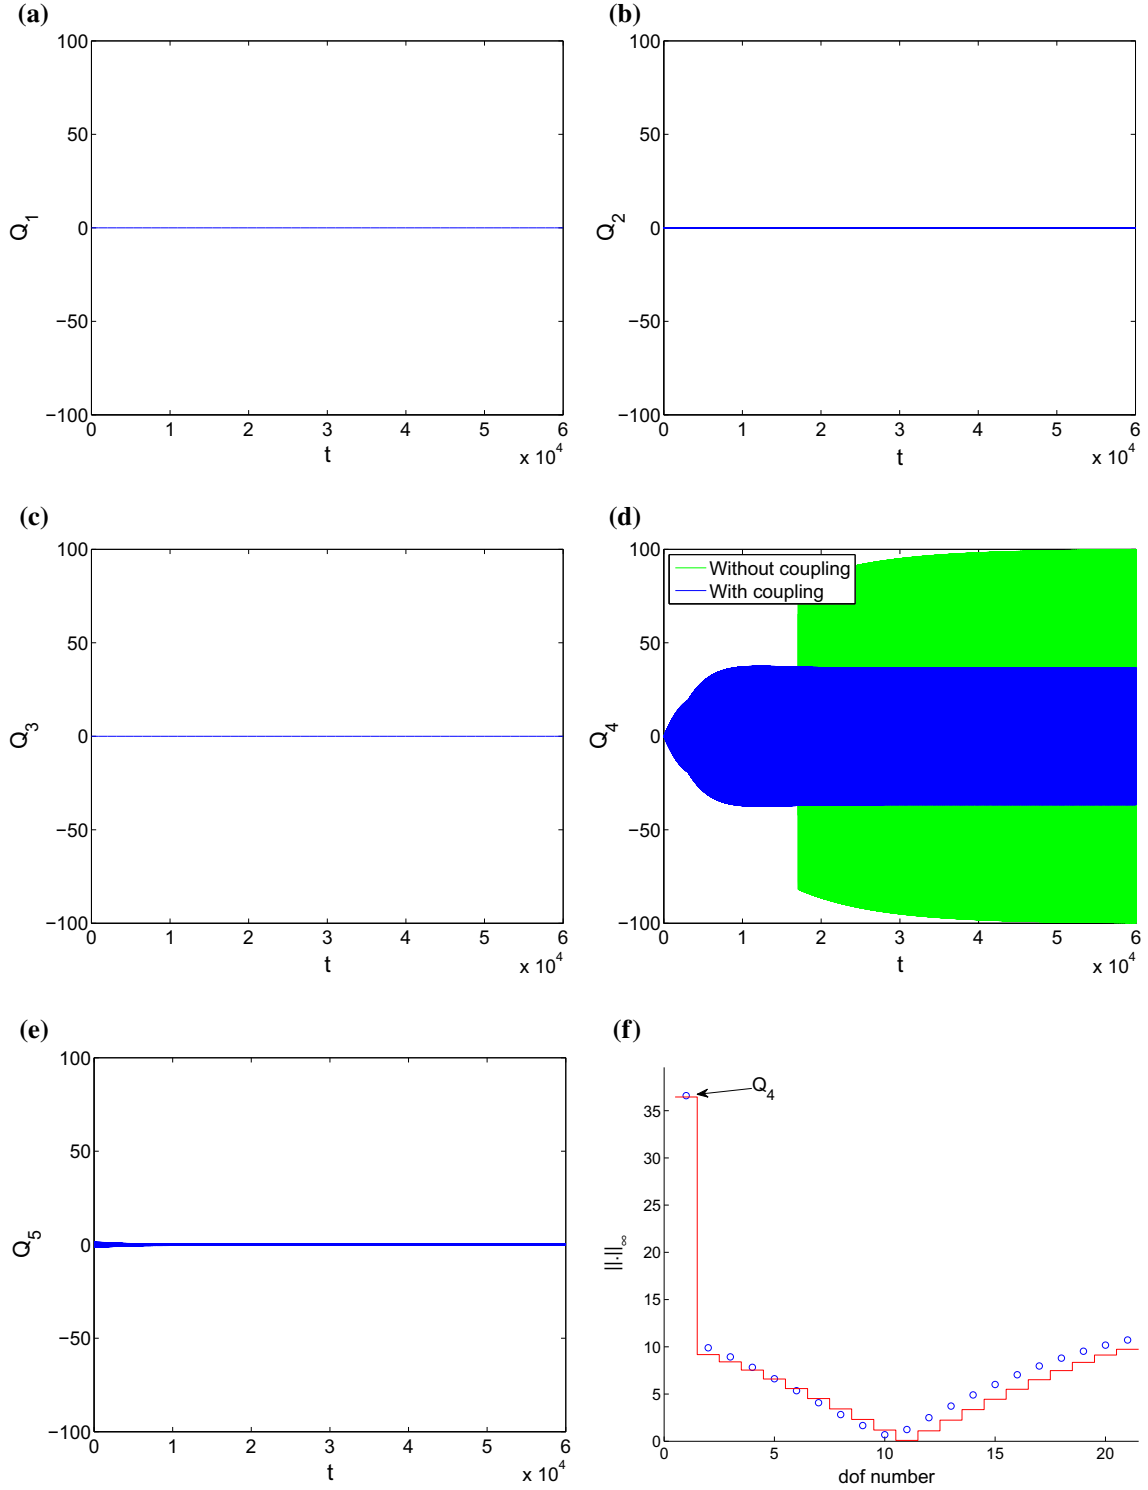 (a)
100
50
0
−50
−100
Q1
0 1 2 3 4 5 6
t
x 10^4
(b)
100
50
0
−50
−100
Q2
0 1 2 3 4 5 6
t
x 10^4
(c)
100
50
0
−50
−100
Q3
0 1 2 3 4 5 6
t
x 10^4
(d)
100
50
0
−50
−100
Q4
Without coupling
With coupling
0 1 2 3 4 5 6
t
x 10^4
(e)
100
50
0
−50
−100
Q5
0 1 2 3 4 5 6
t
x 10^4
(f)
Q4
35
30
25
20
15
10
5
0
||·||∞
0 5 10 15 20
dof number